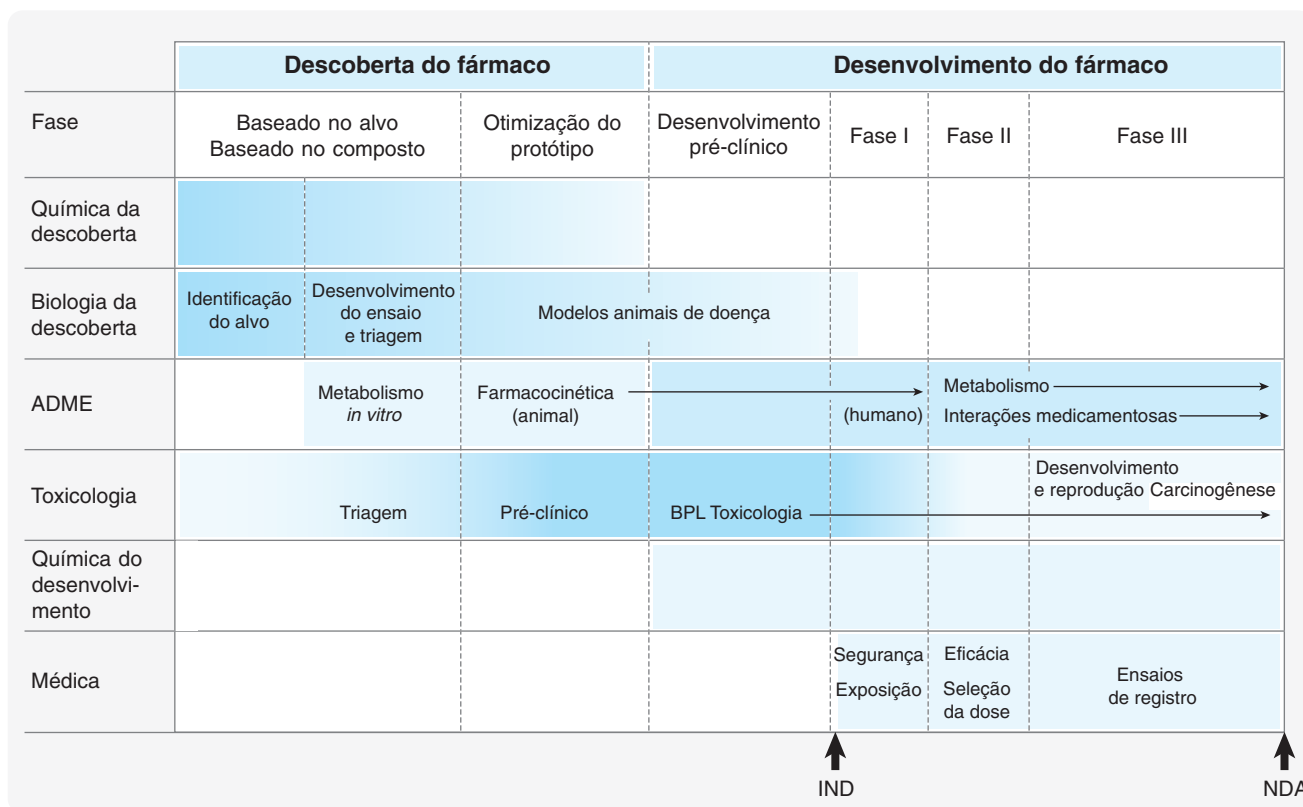 Descoberta do fármaco
Desenvolvimento do fármaco
Fase
Baseado no alvo
Baseado no composto
Otimização do
protótipo
Desenvolvimento
pré-clínico
Fase I
Fase II
Fase III
Química da
descoberta
Biologia da
descoberta
Identificação
do alvo
Desenvolvimento
do ensaio
e triagem
Modelos animais de doença
ADME
Metabolismo
in vitro
Farmacocinética
(animal)
(humano)
Metabolismo
Interações medicamentosas
Toxicologia
Triagem
Pré-clínico
BPL Toxicologia
Desenvolvimento
e reprodução Carcinogênese
Química do
desenvolvi-
mento
Médica
Segurança
Exposição
Eficácia
Seleção
da dose
Ensaios
de registro
IND
NDA